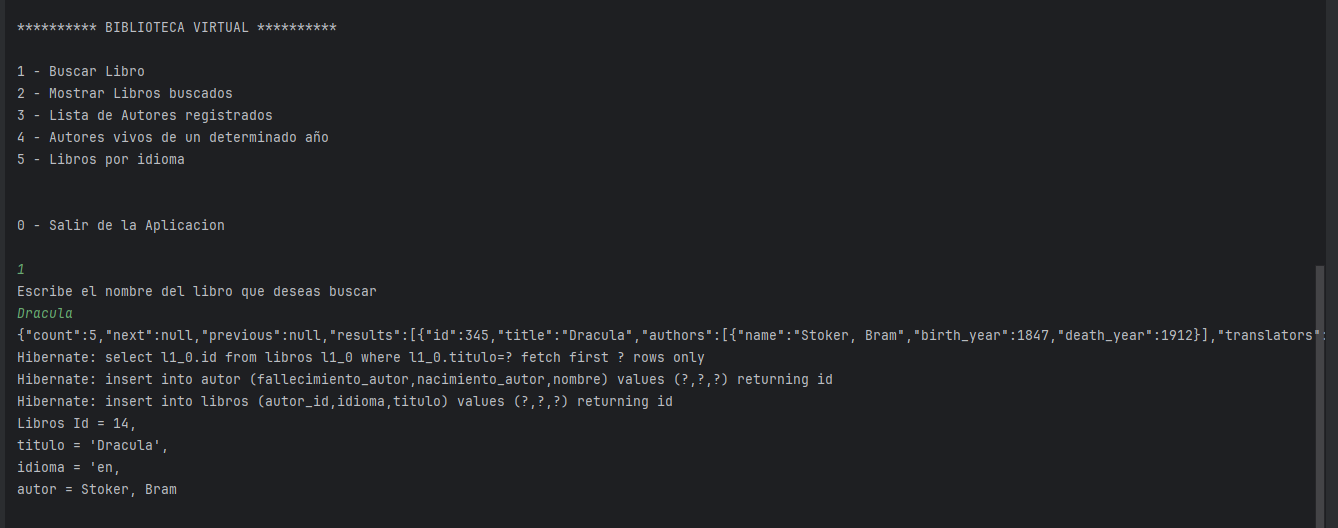 ********** BIBLIOTECA VIRTUAL **********
1 - Buscar Libro
2 - Mostrar Libros buscados
3 - Lista de Autores registrados
4 - Autores vivos de un determinado año
5 - Libros por idioma
0 - Salir de la Aplicacion
1
Escribe el nombre del libro que deseas buscar
Dracula
{"count":5,"next":null,"previous":null,"results":[{"id":345,"title":"Dracula","authors":[{"name":"Stoker, Bram","birth_year":1847,"death_year":1912}],"translators":
Hibernate: select l1_0.id from libros l1_0 where l1_0.titulo=? fetch first ? rows only
Hibernate: insert into autor (fallecimiento_autor,nacimiento_autor,nombre) values (?,?,?) returning id
Hibernate: insert into libros (autor_id,idioma,titulo) values (?,?,?) returning id
Libros Id = 14,
titulo = 'Dracula',
idioma = 'en,
autor = Stoker, Bram